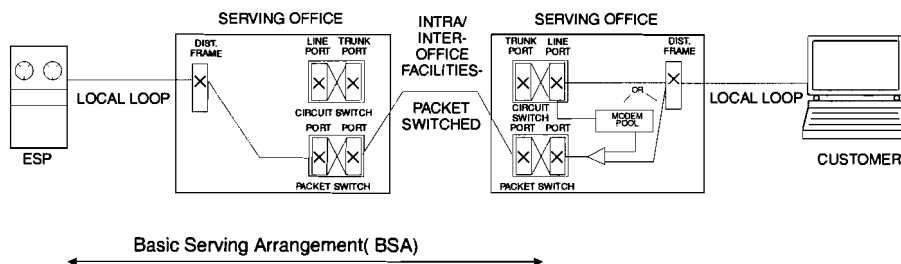 SERVING OFFICE
INTRA/
INTER-
OFFICE
FACILITIES-
PACKET
SWITCHED
SERVING OFFICE
DIST.
FRAME
LINE
PORT
TRUNK
PORT
CIRCUIT SWITCH
PORT
PORT
PACKET SWITCH
LOCAL LOOP
ESP
TRUNK
PORT
LINE
PORT
DIST.
FRAME
OR
CIRCUIT
SWITCH
MODEM
POOL
PORT
PORT
PACKET SWITCH
LOCAL LOOP
CUSTOMER
Basic Serving Arrangement( BSA)